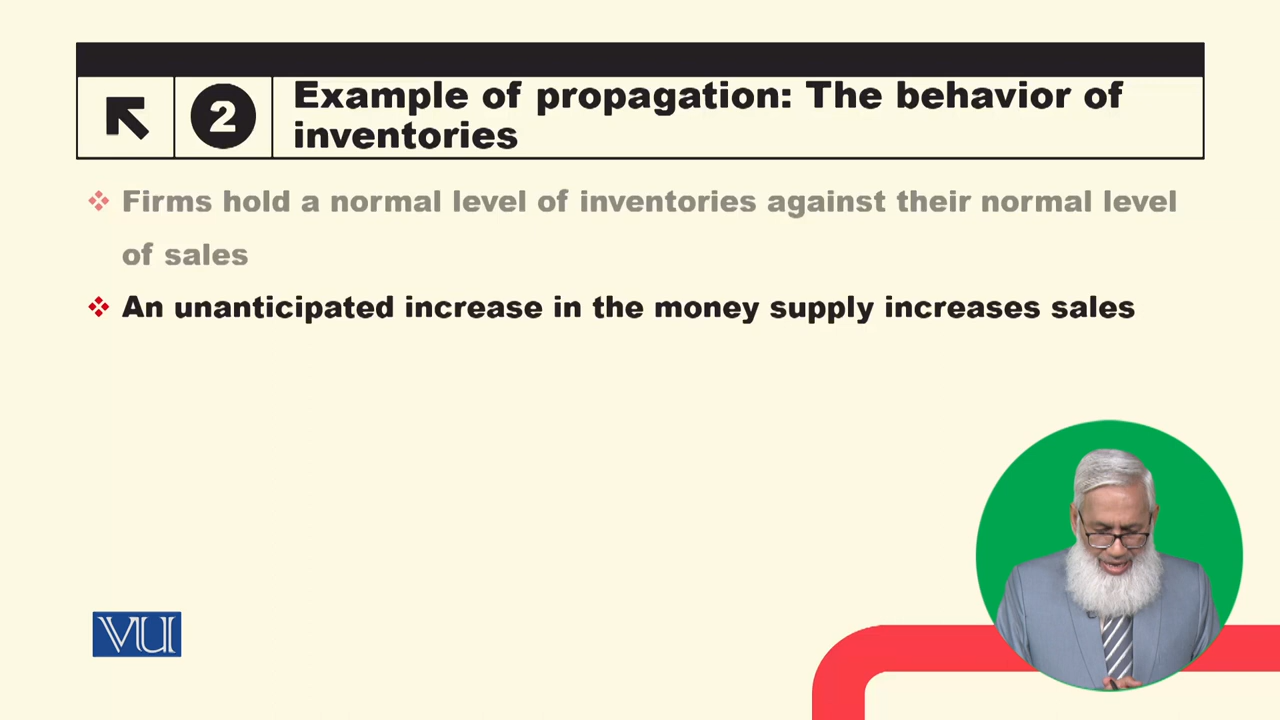 2
Example of propagation: The behavior of
inventories
Firms hold a normal level of inventories against their normal level
of sales
An unanticipated increase in the money supply increases sales
VU